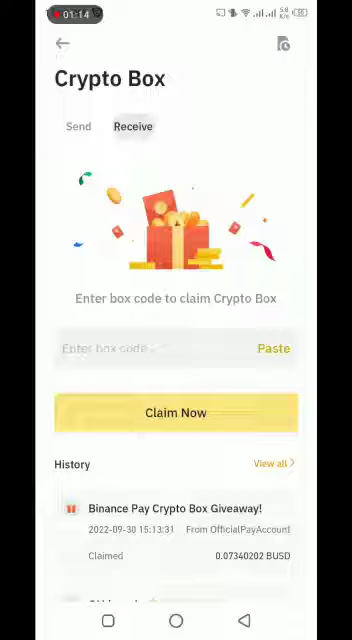 01:14
5.8
K/s
Crypto Box
Send
Receive
Enter box code to claim Crypto Box
Enter box code
Paste
Claim Now
History
View all
Binance Pay Crypto Box Giveaway!
2022-09-30 15:13:31 From OfficialPayAccount
Claimed
0.07340202 BUSD